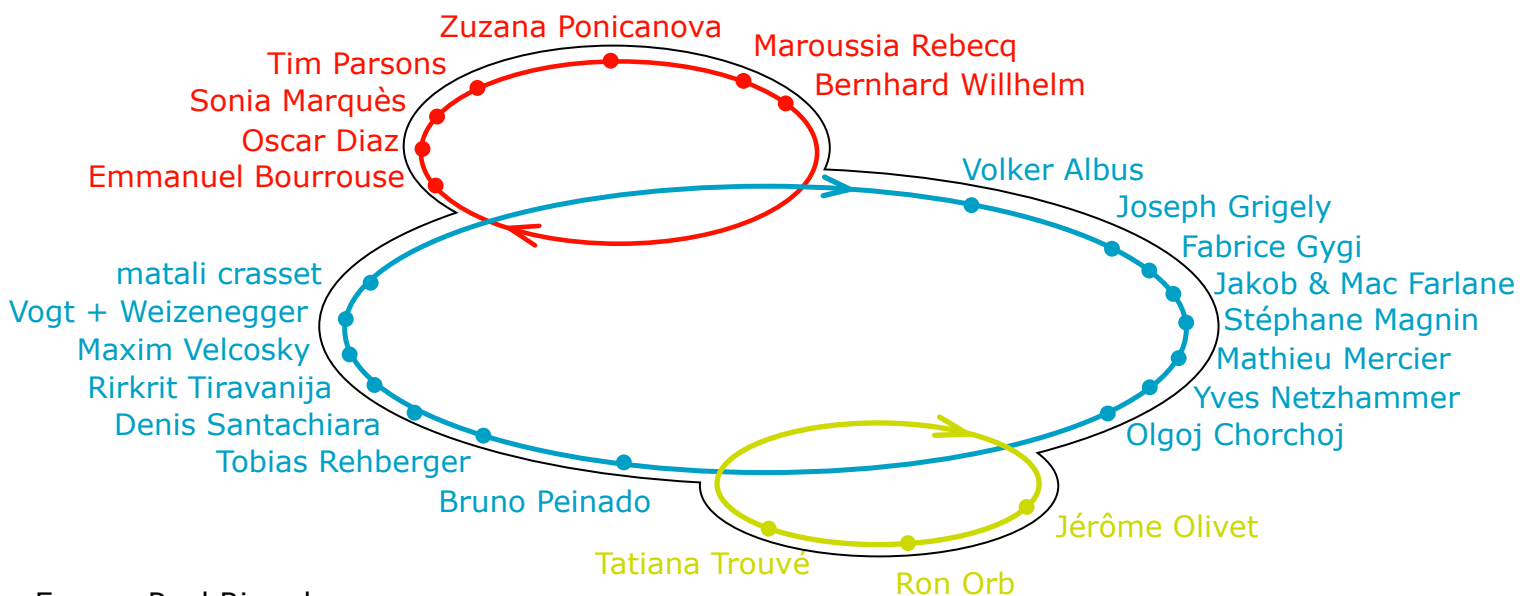 Zuzana Ponicanova
Maroussia Rebecq
Tim Parsons
Bernhard Willhelm
Sonia Marquès
Oscar Diaz
Emmanuel Bourrouse
Volker Albus
Joseph Grigely
Fabrice Gygi
matali crasset
Jakob & Mac Farlane
Vogt + Weizenegger
Stéphane Magnin
Maxim Velcosky
Mathieu Mercier
Rirkrit Tiravanija
Yves Netzhammer
Denis Santachiara
Olgoj Chorchoj
Tobias Rehberger
Bruno Peinado
Jérôme Olivet
Tatiana Trouvé
Ron Orb